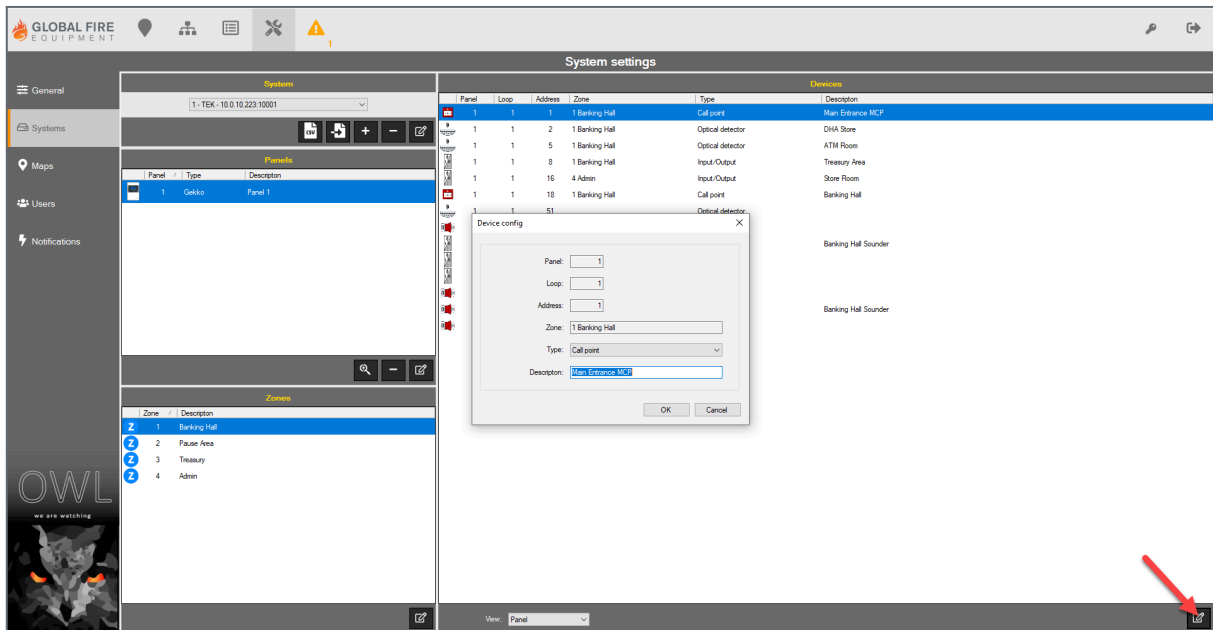 GLOBAL FIRE
EQUIPMENT
1
System settings
General
Systems
Maps
Users
Notifications
OWL
we are watching
System
1 - TEK - 10.0.10.223:10001
CSV
Panels
Panel / Type Descripton
1 Gekko Panel 1
Zones
Zone / Descripton
Z 1 Banking Hall
Z 2 Pause Area
Z 3 Treasury
Z 4 Admin
Devices
Panel Loop Address Zone Type Descripton
1 1 1 1 Banking Hall Call point Main Entrance MCP
1 1 2 1 Banking Hall Optical detector DHA Store
1 1 5 1 Banking Hall Optical detector ATM Room
1 1 8 1 Banking Hall Input/Output Treasury Area
1 1 16 4 Admin Input/Output Store Room
1 1 18 1 Banking Hall Call point Banking Hall
1 1 51 Optical detector
Banking Hall Sounder
Banking Hall Sounder
Device config
Panel: 1
Loop: 1
Address: 1
Zone: 1 Banking Hall
Type: Call point
Descripton: Main Entrance MCP
OK Cancel
View: Panel